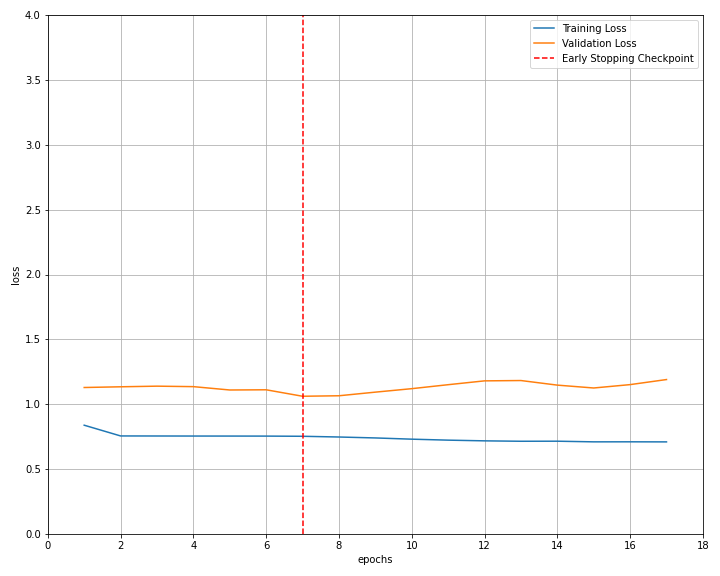 4.0
3.5
3.0
2.5
2.0
1.5
1.0
0.5
0.0
loss
Training Loss
Validation Loss
Early Stopping Checkpoint
0 2 4 6 8 10 12 14 16 18
epochs